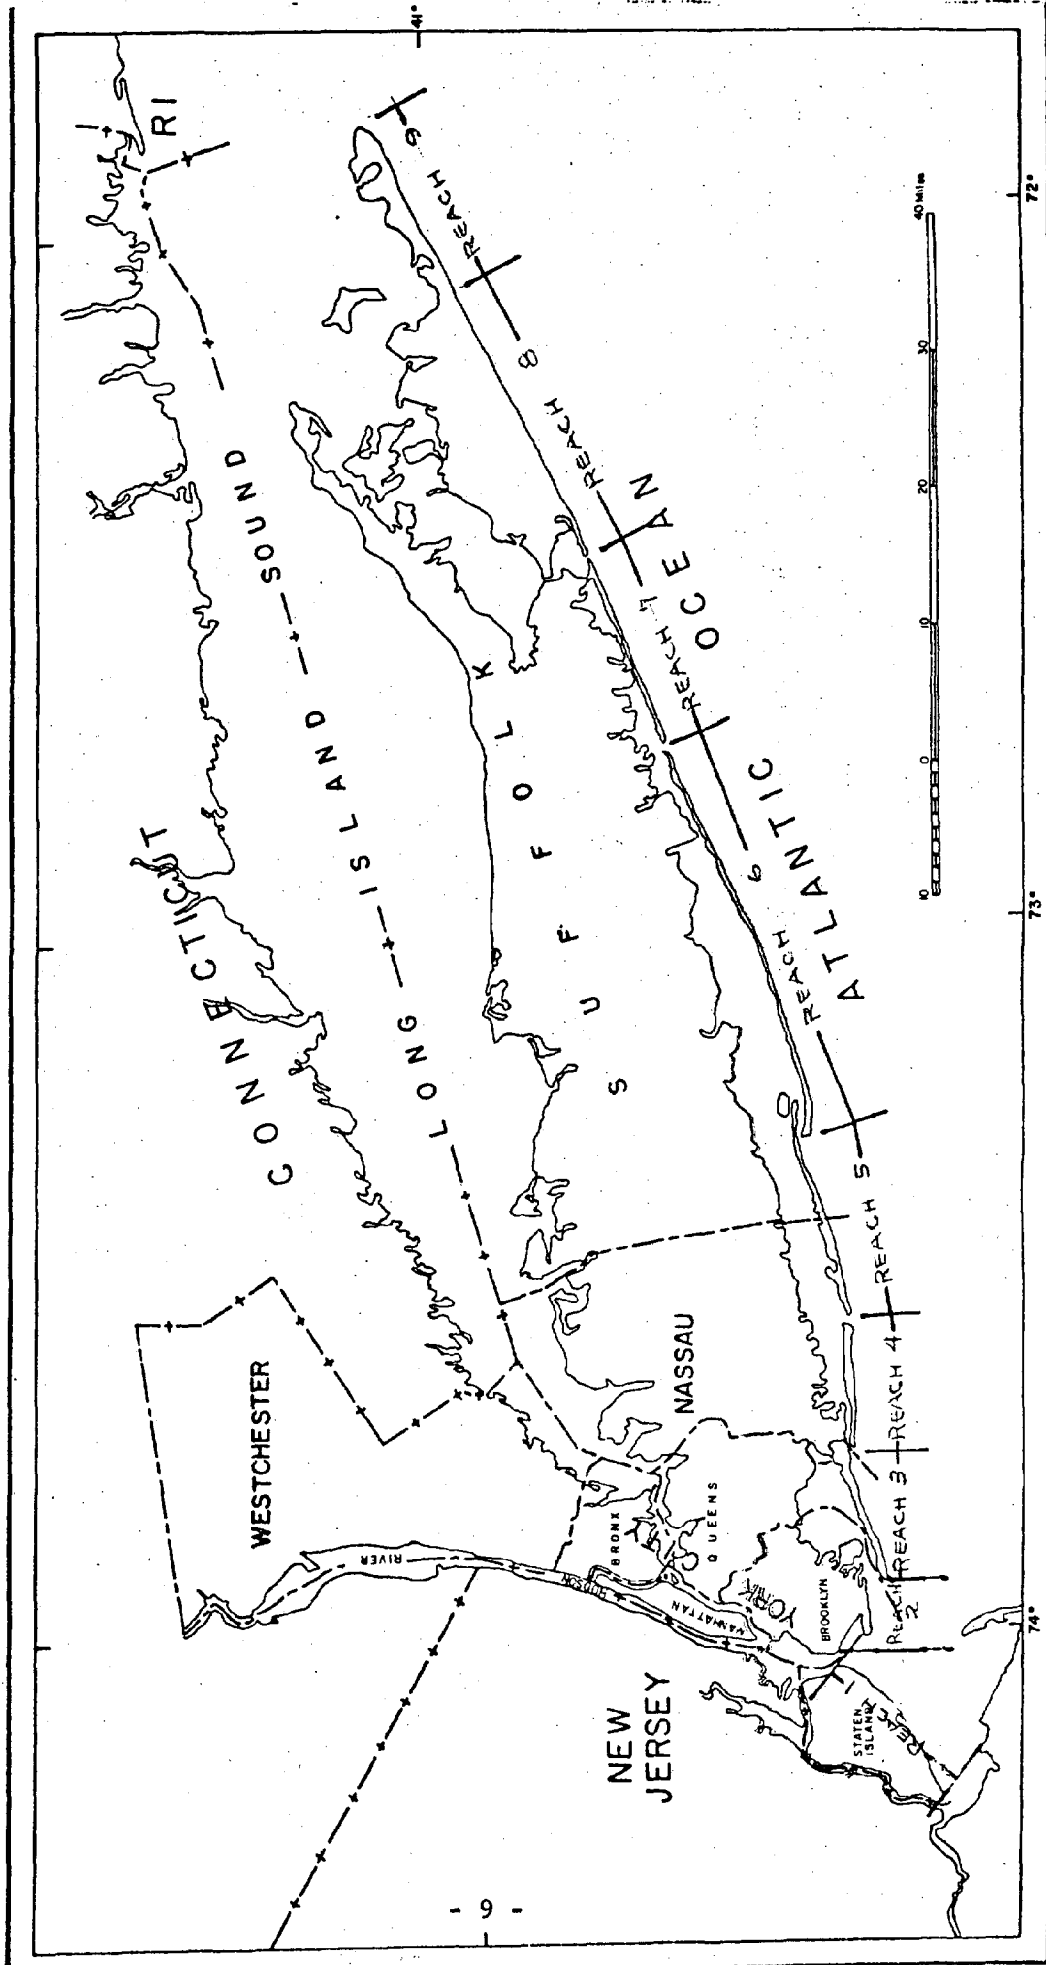 41°
RI
CONNECTICUT
LONG ISLAND SOUND
SUFFOLK
WESTCHESTER
NASSAU
RIVER
HUDSON
BRONX
QUEENS
MANHATTAN
YORK
BROOKLYN
NEW
JERSEY
STATEN
ISLAND
REACH
1
REACH
2
REACH 3
REACH 4
REACH 5
REACH 6
REACH 7
REACH 8
REACH 9
ATLANTIC
OCEAN
10 0 10 20 30 40 Miles
74° 73° 72°
- 9 -